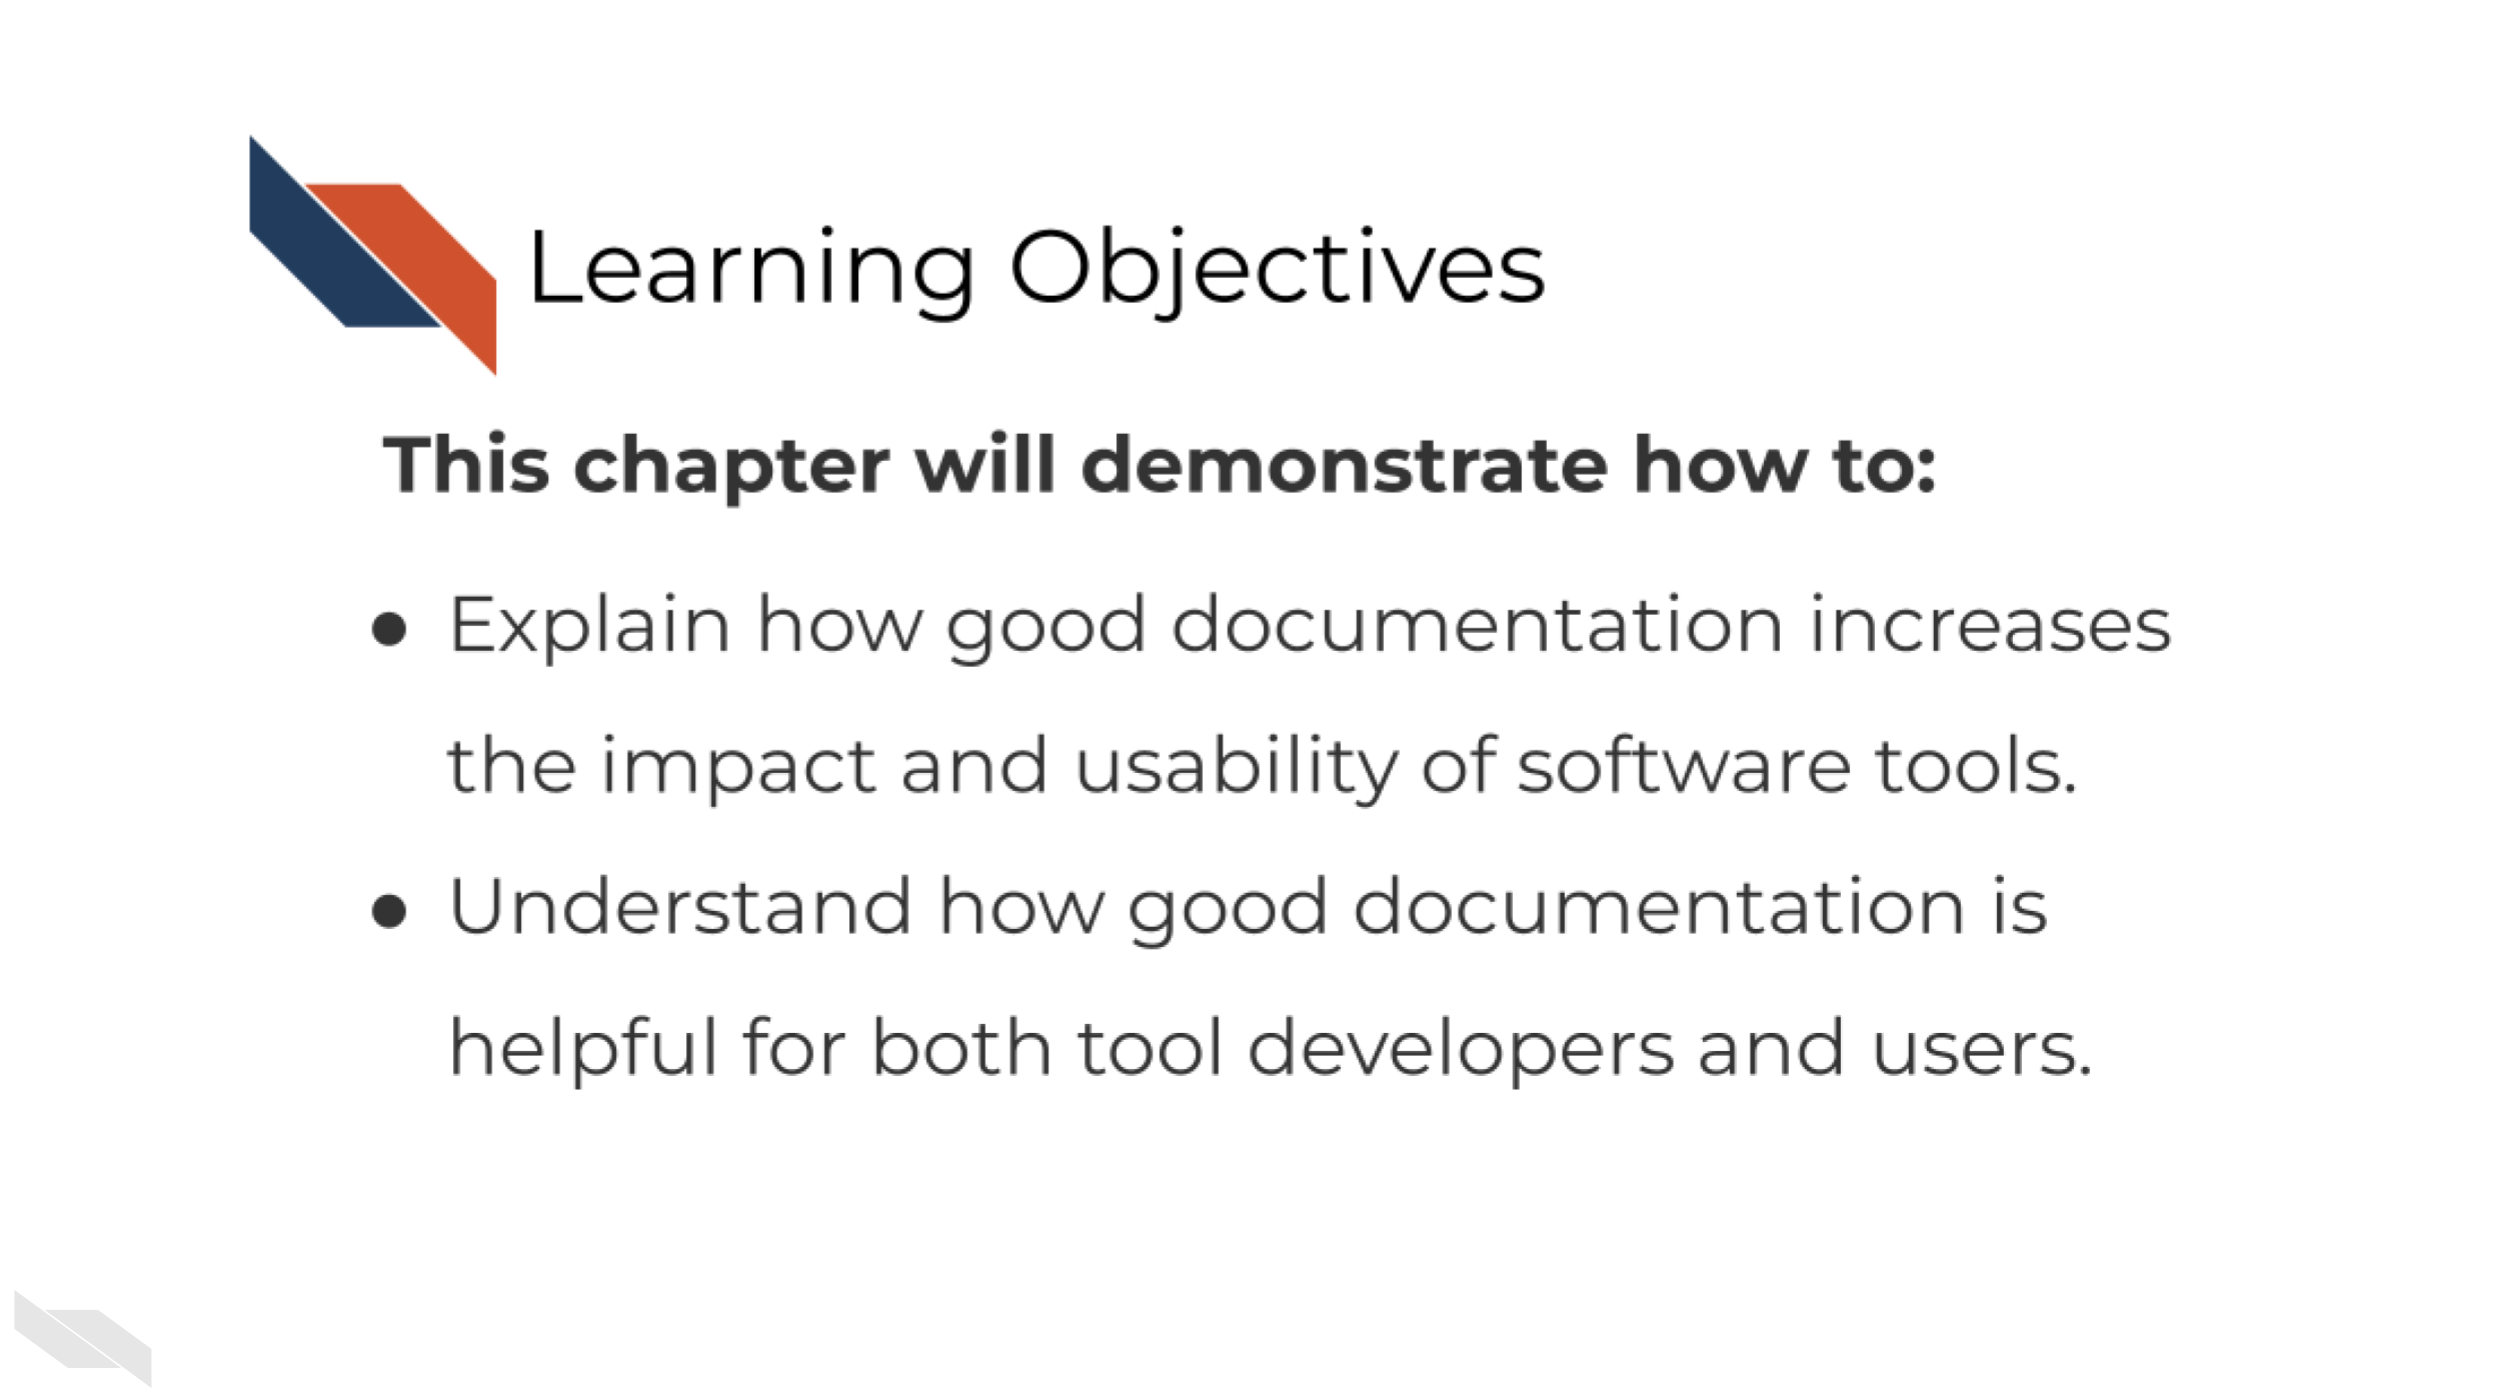 Learning Objectives
This chapter will demonstrate how to:
● Explain how good documentation increases
the impact and usability of software tools.
● Understand how good documentation is
helpful for both tool developers and users.